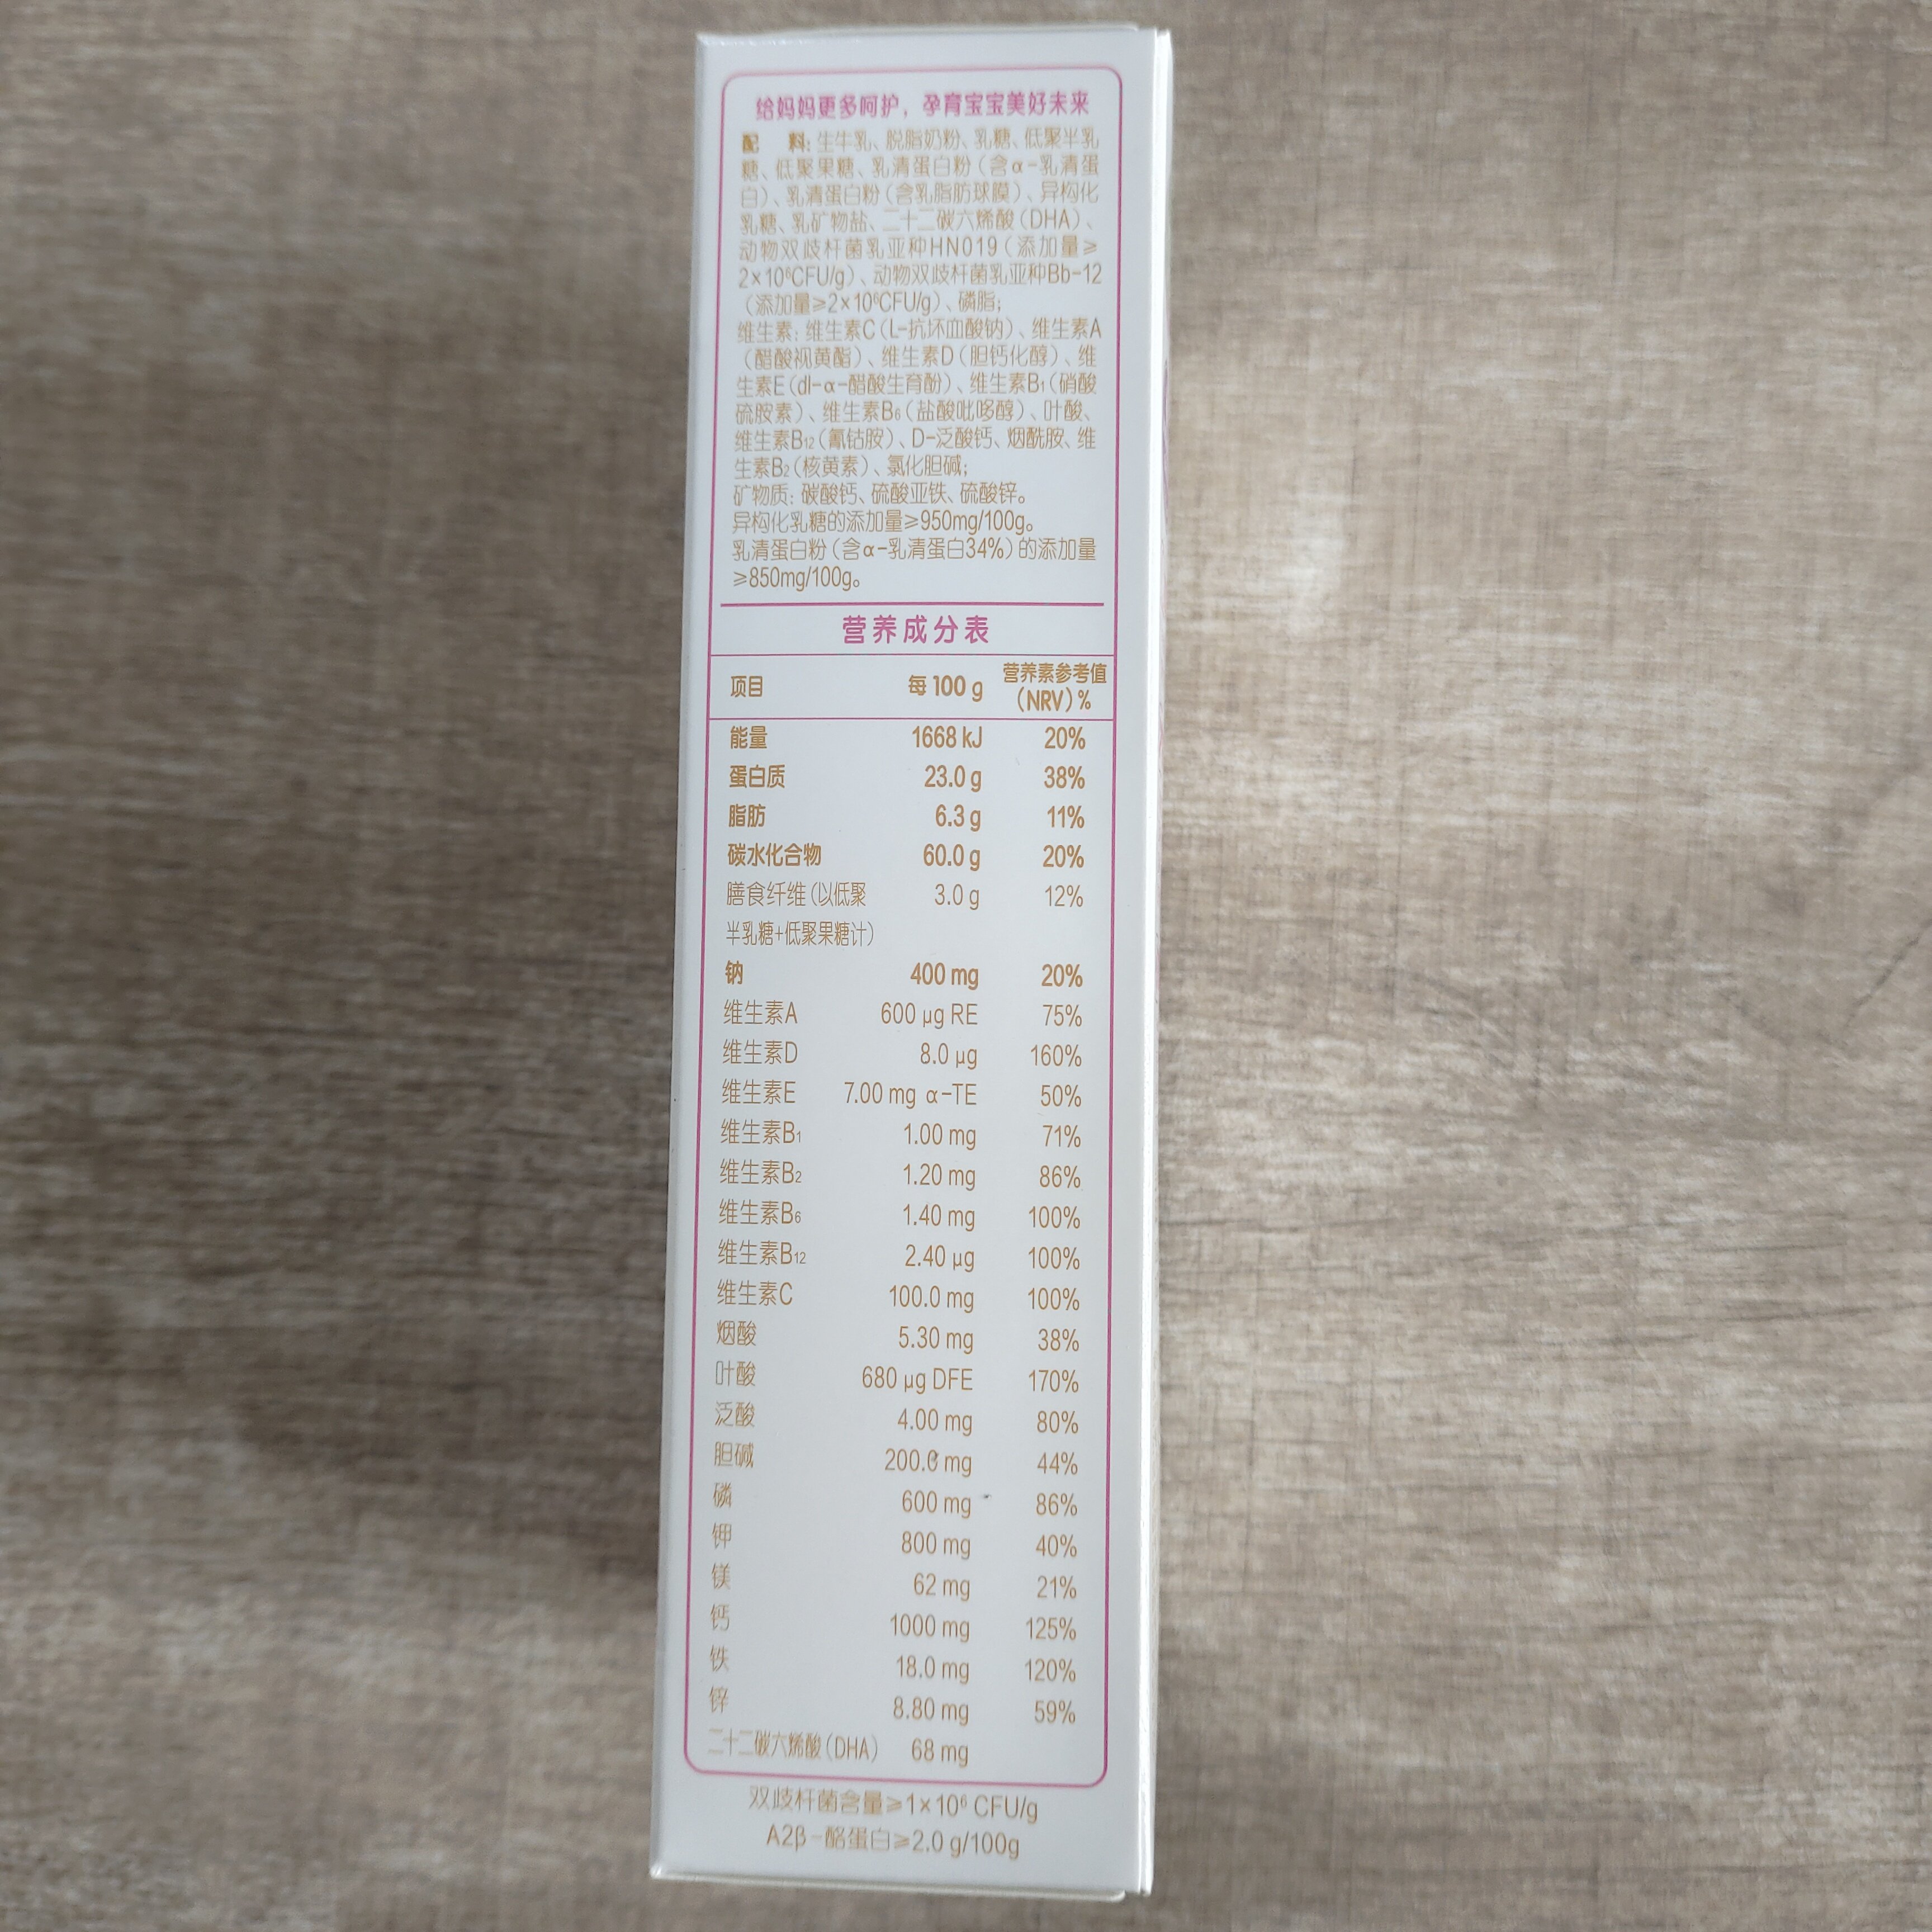 给妈妈更多呵护，孕育宝宝美好未来
配 料：生牛乳、脱脂奶粉、乳糖、低聚半乳
糖、低聚果糖、乳清蛋白粉（含α-乳清蛋
白）、乳清蛋白粉（含乳脂肪球膜）、异构化
乳糖、乳矿物盐、二十二碳六烯酸（DHA）、
动物双歧杆菌乳亚种HN019（添加量≥
2×10⁶CFU/g）、动物双歧杆菌乳亚种Bb-12
（添加量≥2×10⁶CFU/g）、磷脂；
维生素：维生素C（L-抗坏血酸钠）、维生素A
（醋酸视黄酯）、维生素D（胆钙化醇）、维
生素E（dl-α-醋酸生育酚）、维生素B₁（硝酸
硫胺素）、维生素B₆（盐酸吡哆醇）、叶酸、
维生素B₁₂（氰钴胺）、D-泛酸钙、烟酰胺、维
生素B₂（核黄素）、氯化胆碱；
矿物质：碳酸钙、硫酸亚铁、硫酸锌。
异构化乳糖的添加量≥950mg/100g。
乳清蛋白粉（含α-乳清蛋白34%）的添加量
≥850mg/100g。
营养成分表
项目 每100 g 营养素参考值
（NRV）%
能量 1668 kJ 20%
蛋白质 23.0 g 38%
脂肪 6.3 g 11%
碳水化合物 60.0 g 20%
膳食纤维（以低聚 3.0 g 12%
半乳糖+低聚果糖计）
钠 400 mg 20%
维生素A 600 μg RE 75%
维生素D 8.0 μg 160%
维生素E 7.00 mg α-TE 50%
维生素B₁ 1.00 mg 71%
维生素B₂ 1.20 mg 86%
维生素B₆ 1.40 mg 100%
维生素B₁₂ 2.40 μg 100%
维生素C 100.0 mg 100%
烟酸 5.30 mg 38%
叶酸 680 μg DFE 170%
泛酸 4.00 mg 80%
胆碱 200.0 mg 44%
磷 600 mg 86%
钾 800 mg 40%
镁 62 mg 21%
钙 1000 mg 125%
铁 18.0 mg 120%
锌 8.80 mg 59%
二十二碳六烯酸（DHA） 68 mg
双歧杆菌含量≥1×10⁶ CFU/g
A2β-酪蛋白≥2.0 g/100g